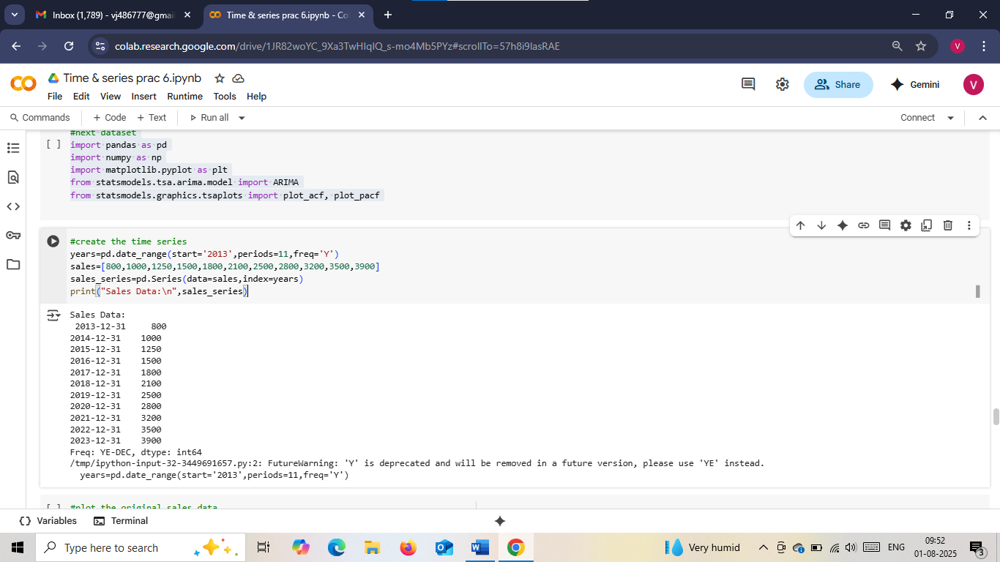 Inbox (1,789) - vj486777@gmai
Time & series prac 6.ipynb - Co
colab.research.google.com/drive/1JR82woYC_9Xa3TwHIqIQ_s-mo4Mb5PYz#scrollTo=57h8i9lasRAE
V
CO
Time & series prac 6.ipynb
File Edit View Insert Runtime Tools Help
Share
Gemini
V
Commands + Code + Text Run all
Connect
#next dataset
[ ] import pandas as pd
import numpy as np
import matplotlib.pyplot as plt
from statsmodels.tsa.arima.model import ARIMA
from statsmodels.graphics.tsaplots import plot_acf, plot_pacf
#create the time series
years=pd.date_range(start='2013',periods=11,freq='Y')
sales=[800,1000,1250,1500,1800,2100,2500,2800,3200,3500,3900]
sales_series=pd.Series(data=sales,index=years)
print("Sales Data:\n",sales_series)
Sales Data:
2013-12-31 800
2014-12-31 1000
2015-12-31 1250
2016-12-31 1500
2017-12-31 1800
2018-12-31 2100
2019-12-31 2500
2020-12-31 2800
2021-12-31 3200
2022-12-31 3500
2023-12-31 3900
Freq: YE-DEC, dtype: int64
/tmp/ipython-input-32-3449691657.py:2: FutureWarning: 'Y' is deprecated and will be removed in a future version, please use 'YE' instead.
years=pd.date_range(start='2013',periods=11,freq='Y')
[ ] #plot the original sales data
Variables Terminal
Type here to search
Very humid
ENG
09:52
01-08-2025
3